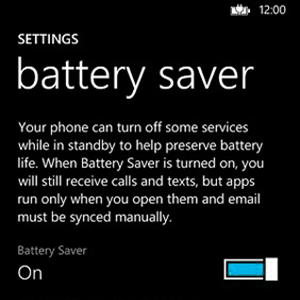 12:00
SETTINGS
battery saver
Your phone can turn off some services
while in standby to help preserve battery
life. When Battery Saver is turned on, you
will still receive calls and texts, but apps
run only when you open them and email
must be synced manually.
Battery Saver
On